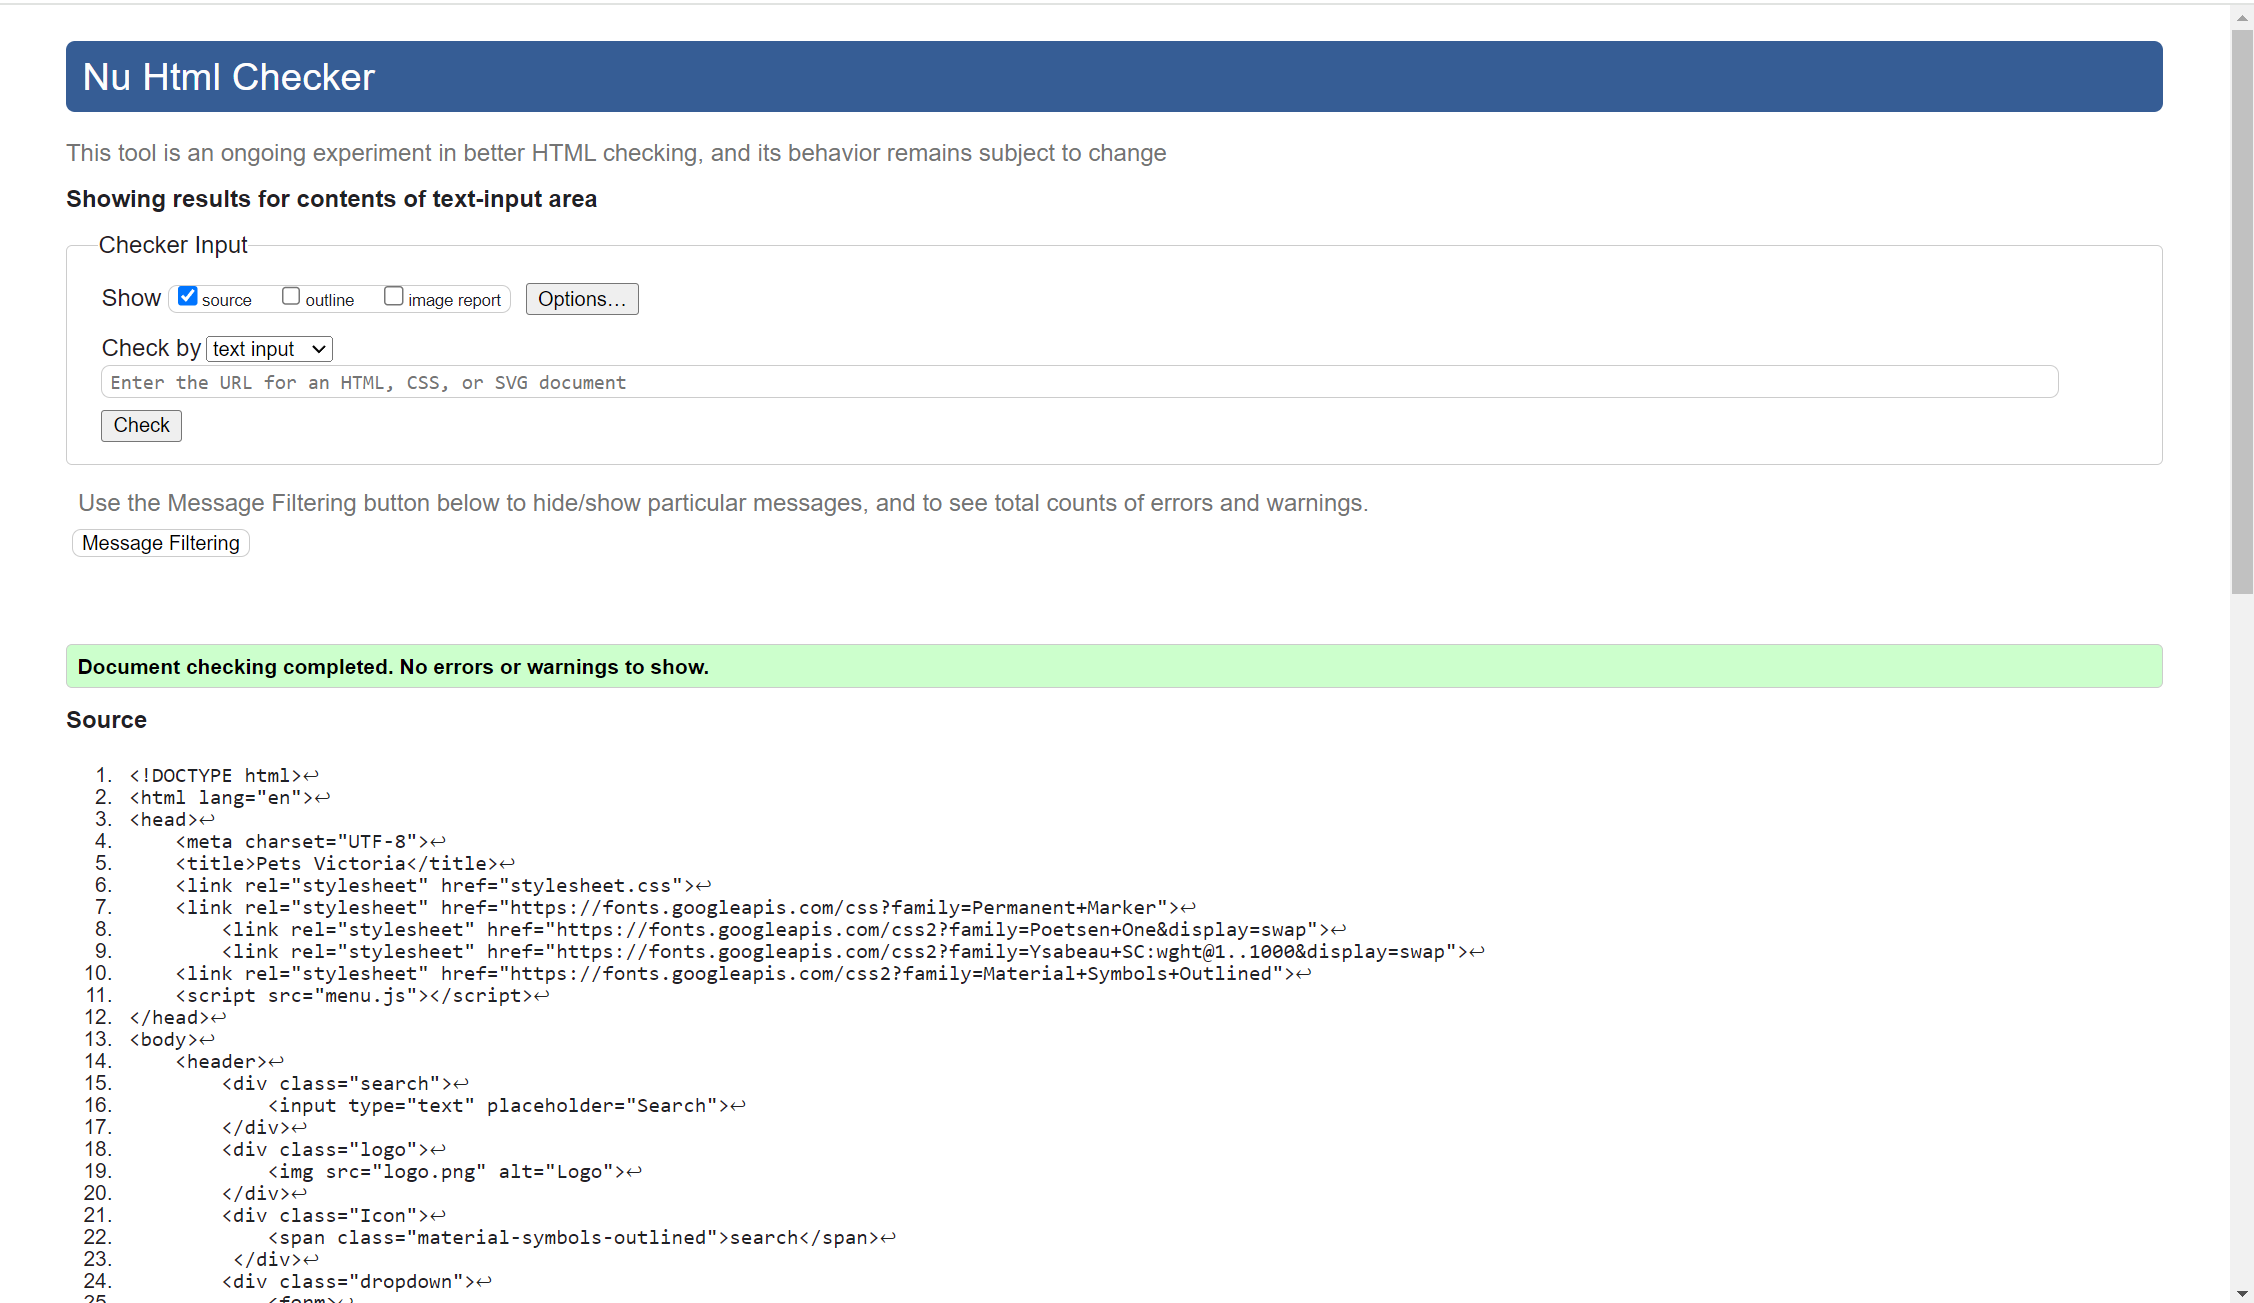 Nu Html Checker
This tool is an ongoing experiment in better HTML checking, and its behavior remains subject to change
Showing results for contents of text-input area
Checker Input
Show source outline image report Options...
Check by text input
Enter the URL for an HTML, CSS, or SVG document
Check
Use the Message Filtering button below to hide/show particular messages, and to see total counts of errors and warnings.
Message Filtering
Document checking completed. No errors or warnings to show.
Source
1. <!DOCTYPE html>↩
2. <html lang="en">↩
3. <head>↩
4.     <meta charset="UTF-8">↩
5.     <title>Pets Victoria</title>↩
6.     <link rel="stylesheet" href="stylesheet.css">↩
7.     <link rel="stylesheet" href="https://fonts.googleapis.com/css?family=Permanent+Marker">↩
8.         <link rel="stylesheet" href="https://fonts.googleapis.com/css2?family=Poetsen+One&display=swap">↩
9.         <link rel="stylesheet" href="https://fonts.googleapis.com/css2?family=Ysabeau+SC:wght@1..1000&display=swap">↩
10.     <link rel="stylesheet" href="https://fonts.googleapis.com/css2?family=Material+Symbols+Outlined">↩
11.     <script src="menu.js"></script>↩
12. </head>↩
13. <body>↩
14.     <header>↩
15.         <div class="search">↩
16.             <input type="text" placeholder="Search">↩
17.         </div>↩
18.         <div class="logo">↩
19.             <img src="logo.png" alt="Logo">↩
20.         </div>↩
21.         <div class="Icon">↩
22.             <span class="material-symbols-outlined">search</span>↩
23.          </div>↩
24.         <div class="dropdown">↩
25.             <form>↩